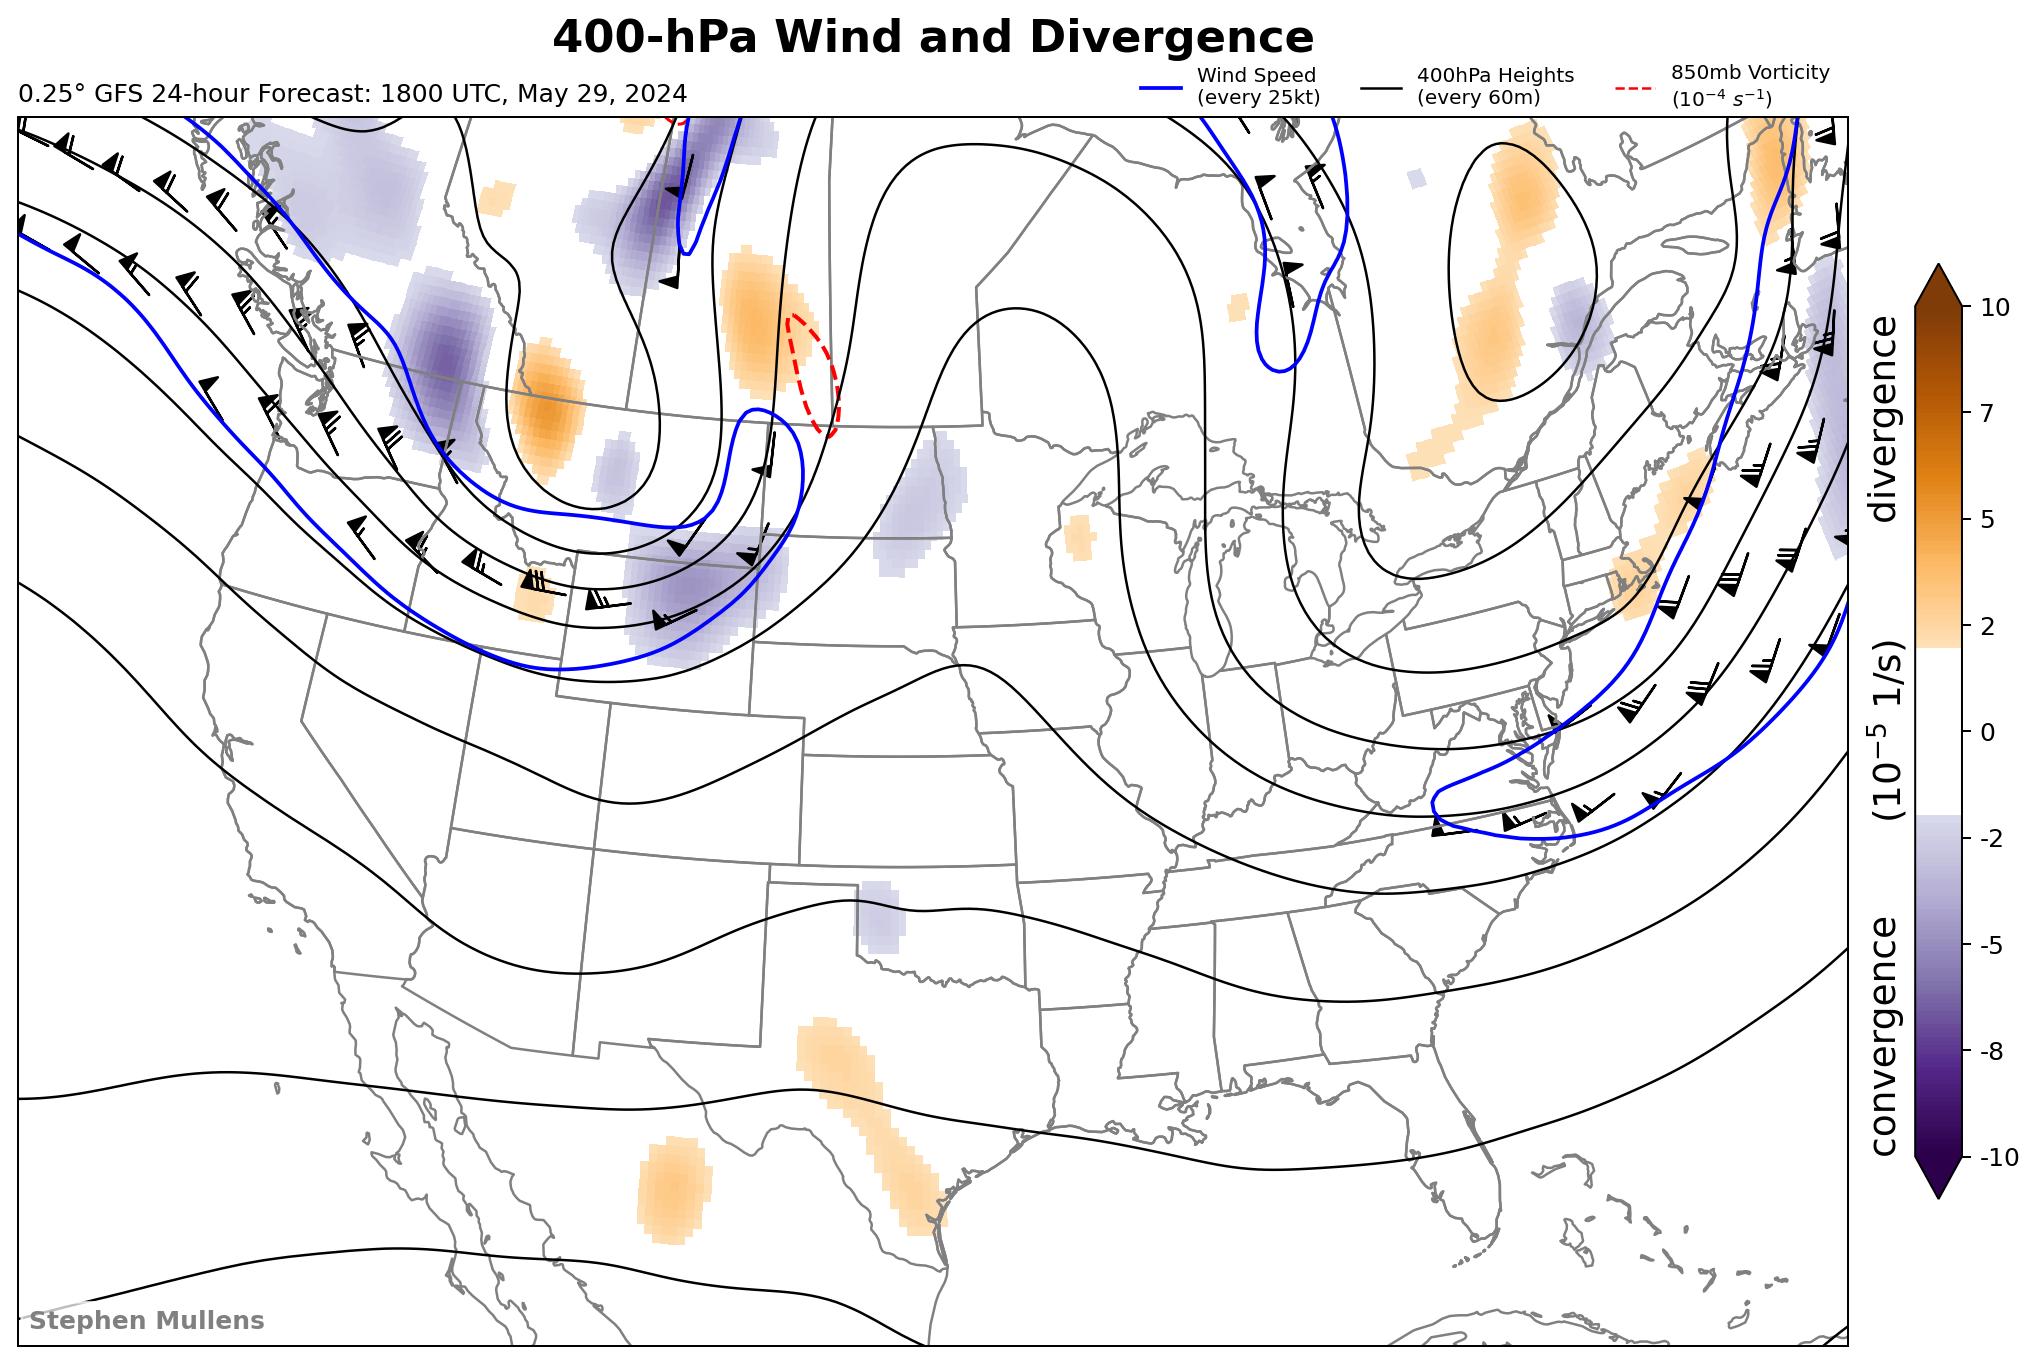 400-hPa Wind and Divergence
0.25° GFS 24-hour Forecast: 1800 UTC, May 29, 2024
Wind Speed
(every 25kt)
400hPa Heights
(every 60m)
850mb Vorticity
(10⁻⁴ s⁻¹)
10
7
5
2
0
-2
-5
-8
-10
convergence (10⁻⁵ 1/s) divergence
Stephen Mullens